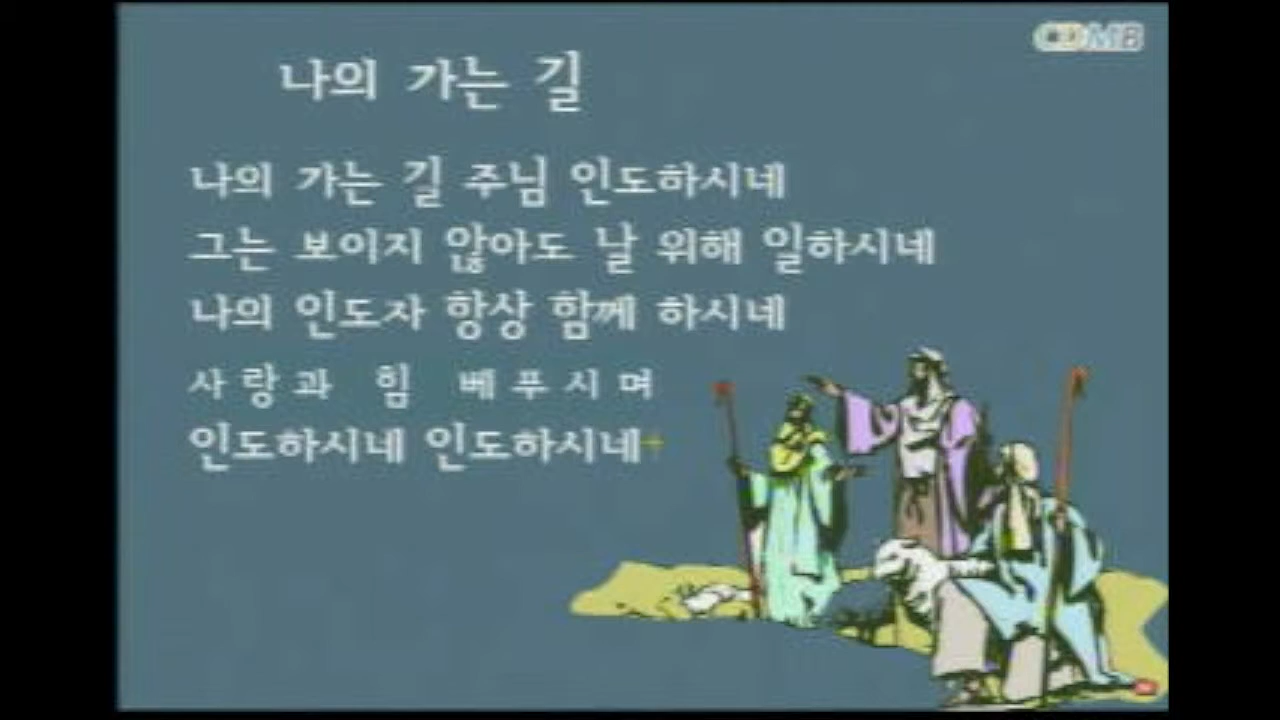 나의 가는 길
나의 가는 길 주님 인도하시네
그는 보이지 않아도 날 위해 일하시네
나의 인도자 항상 함께 하시네
사랑과 힘 베푸시며
인도하시네 인도하시네